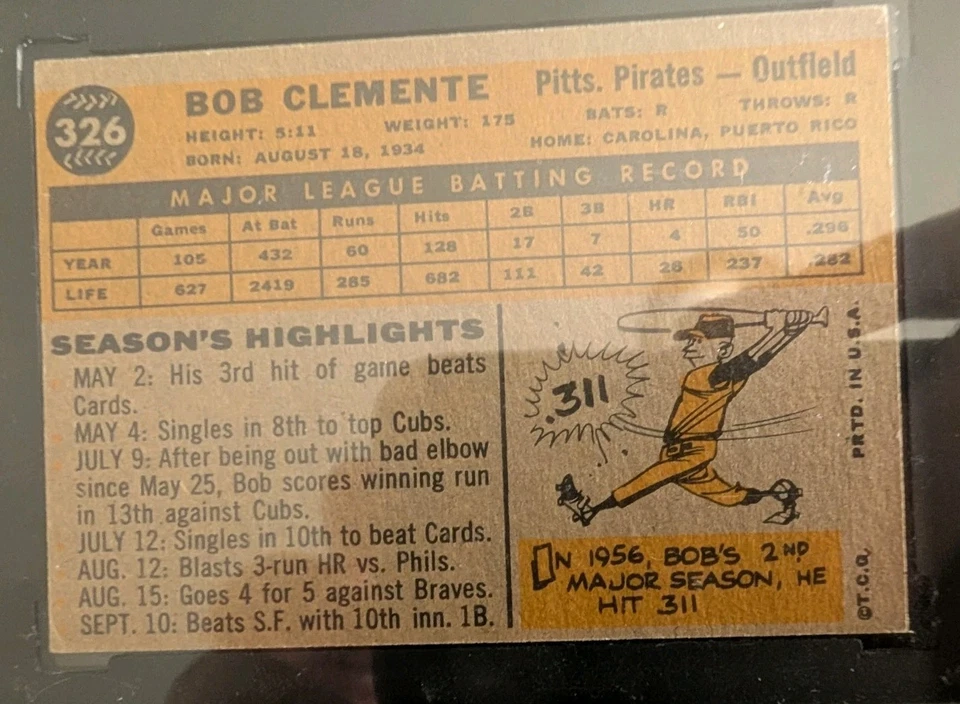 326
BOB CLEMENTE Pitts. Pirates — Outfield
HEIGHT: 5:11 WEIGHT: 175 BATS: R THROWS: R
BORN: AUGUST 18, 1934 HOME: CAROLINA, PUERTO RICO
MAJOR LEAGUE BATTING RECORD
Games At Bat Runs Hits 2B 3B HR RBI Avg
YEAR 105 432 60 128 17 7 4 50 .296
LIFE 627 2419 285 682 111 42 26 237 .282
SEASON'S HIGHLIGHTS
MAY 2: His 3rd hit of game beats
Cards.
MAY 4: Singles in 8th to top Cubs.
JULY 9: After being out with bad elbow
since May 25, Bob scores winning run
in 13th against Cubs.
JULY 12: Singles in 10th to beat Cards.
AUG. 12: Blasts 3-run HR vs. Phils.
AUG. 15: Goes 4 for 5 against Braves.
SEPT. 10: Beats S.F. with 10th inn. 1B.
.311
IN 1956, BOB'S 2ND
MAJOR SEASON, HE
HIT 311
©T.C.G. PRTD. IN U.S.A.